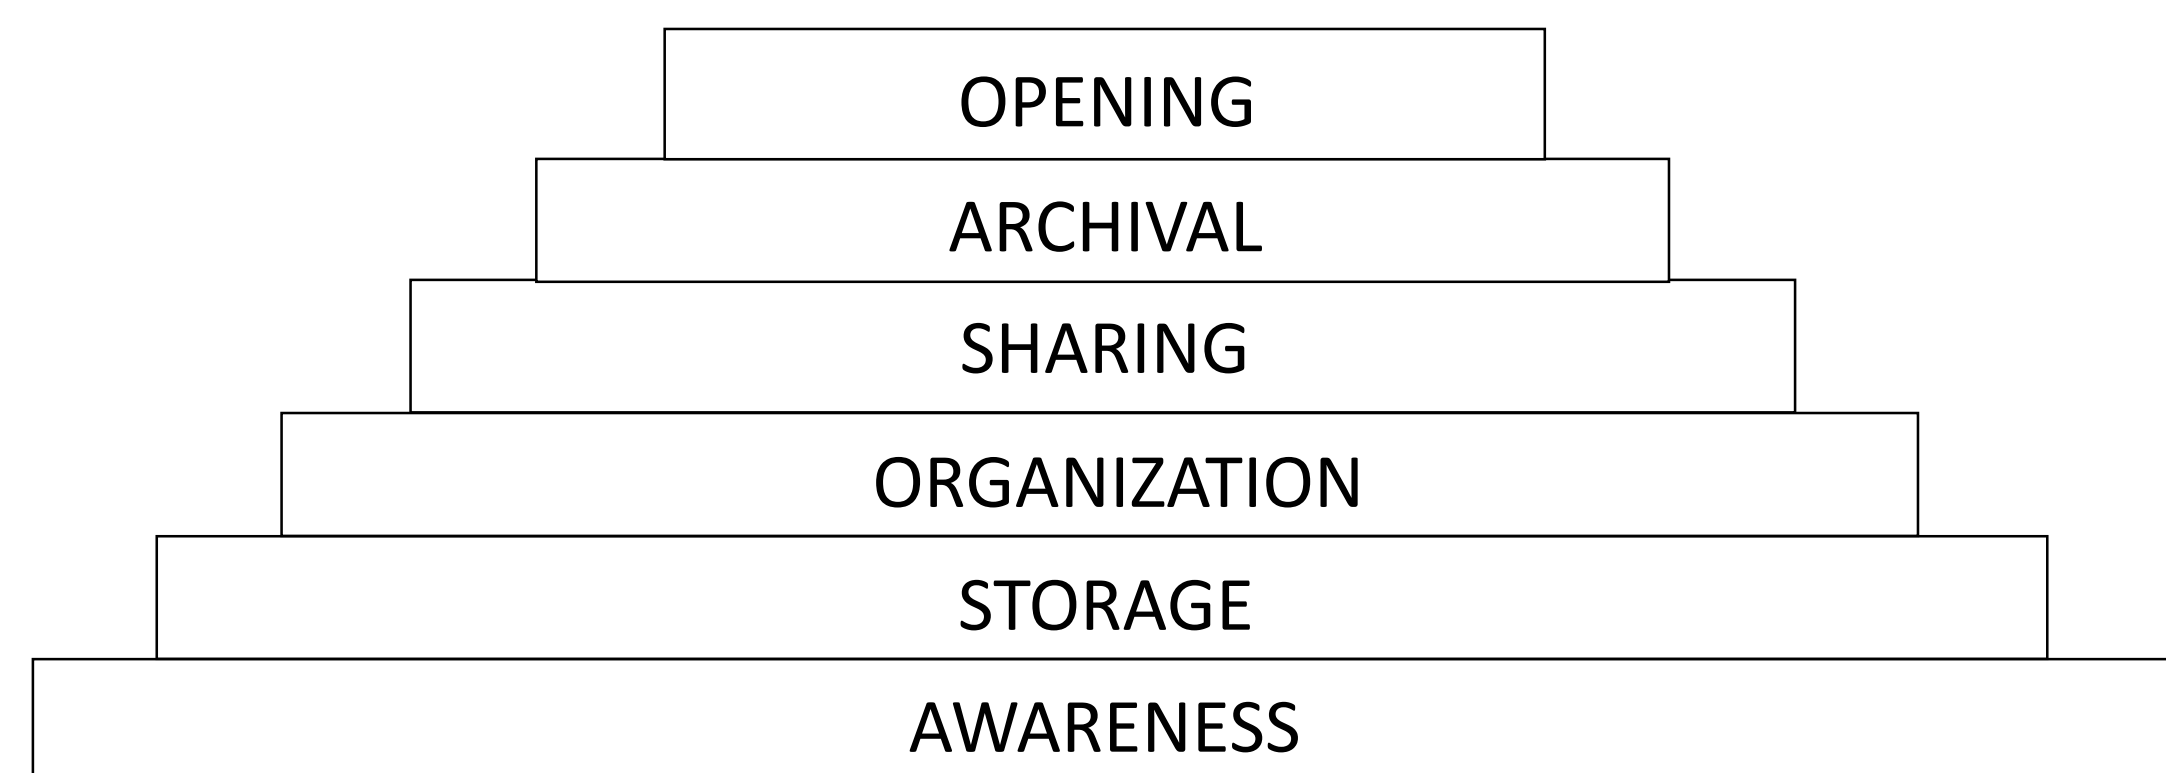 OPENING
ARCHIVAL
SHARING
ORGANIZATION
STORAGE
AWARENESS